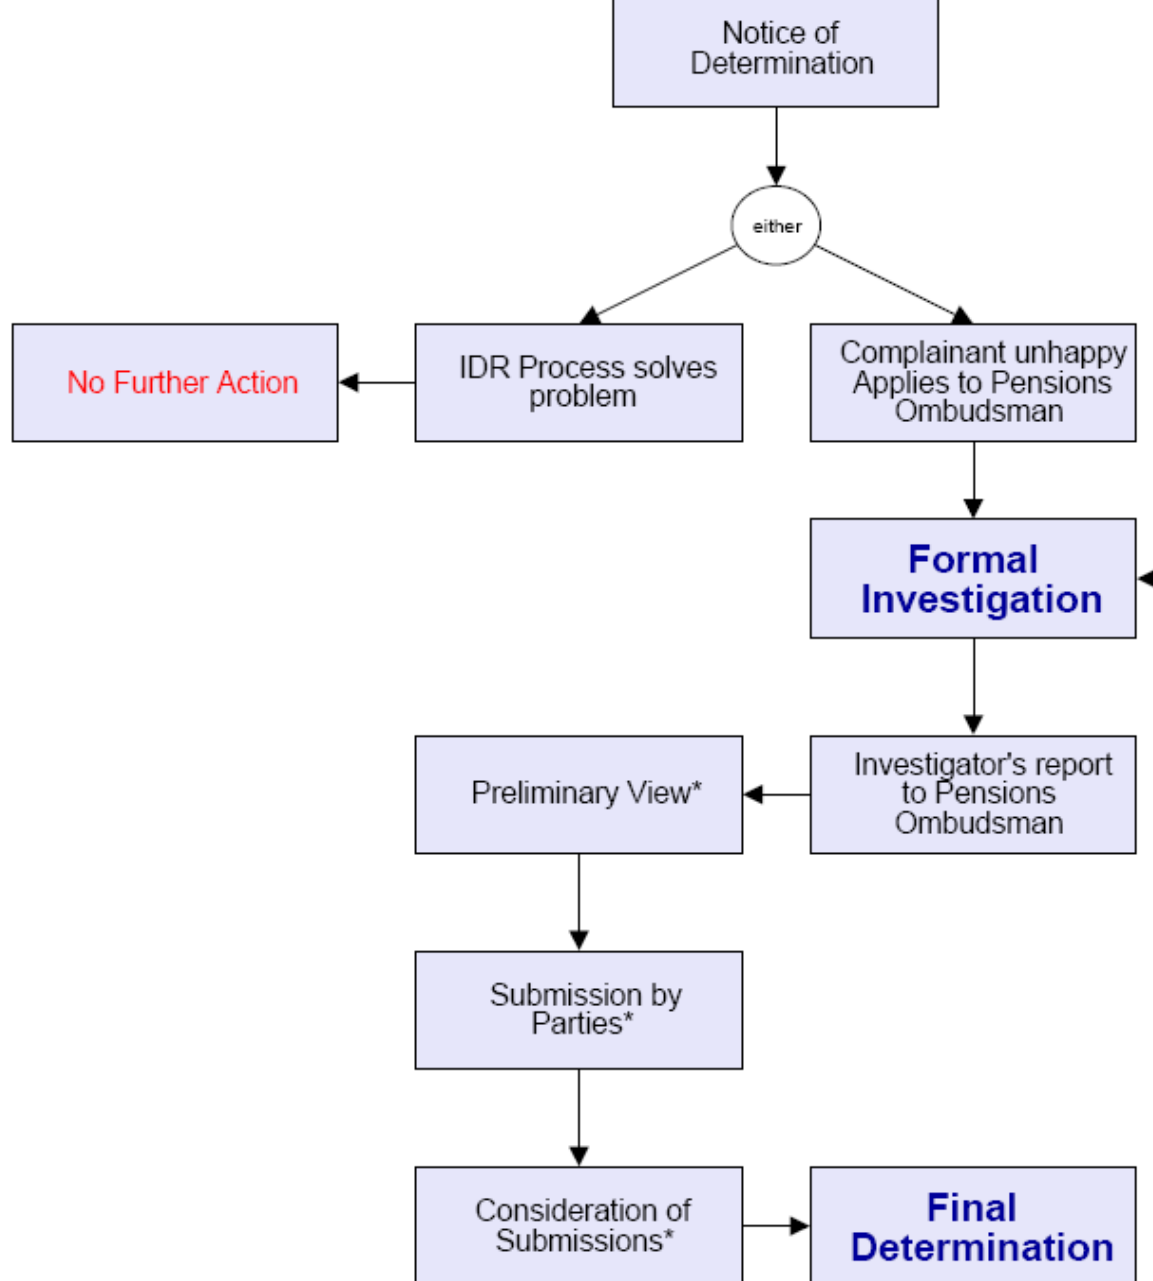 Notice of
Determination
either
No Further Action
IDR Process solves
problem
Complainant unhappy
Applies to Pensions
Ombudsman
Formal
Investigation
Preliminary View*
Investigator's report
to Pensions
Ombudsman
Submission by
Parties*
Consideration of
Submissions*
Final
Determination